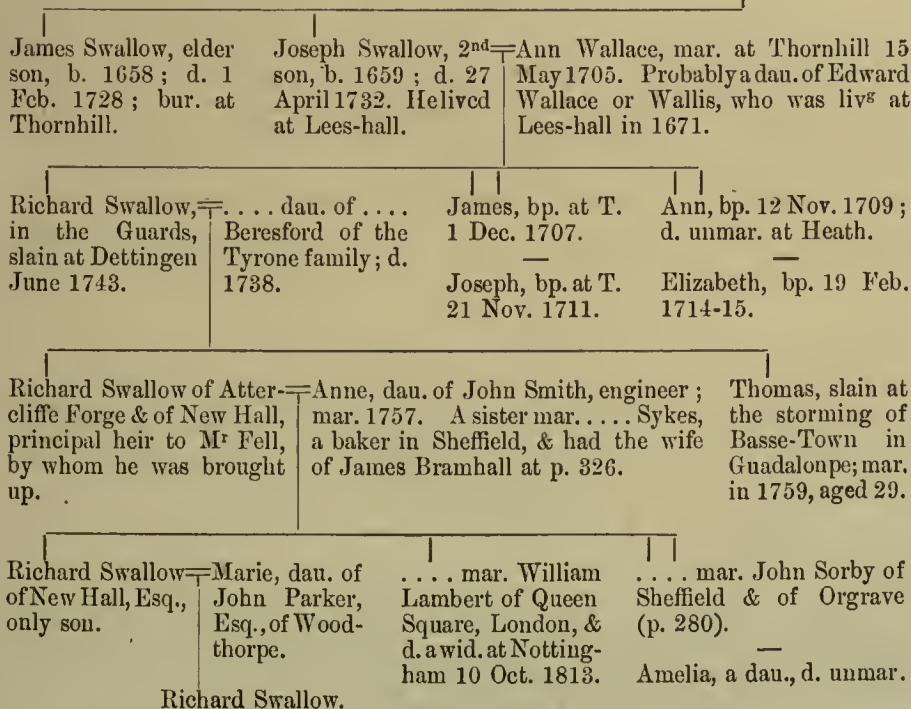 James Swallow, elder
son, b. 1658; d. 1
Feb. 1728; bur. at
Thornhill.
Joseph Swallow, 2nd
son, b. 1659; d. 27
April 1732. He lived
at Lees-hall.
Ann Wallace, mar. at Thornhill 15
May 1705. Probably a dau. of Edward
Wallace or Wallis, who was livg at
Lees-hall in 1671.
Richard Swallow,
in the Guards,
slain at Dettingen
June 1743.
.... dau. of ....
Beresford of the
Tyrone family; d.
1738.
James, bp. at T.
1 Dec. 1707.
—
Joseph, bp. at T.
21 Nov. 1711.
Ann, bp. 12 Nov. 1709;
d. unmar. at Heath.
—
Elizabeth, bp. 19 Feb.
1714-15.
Richard Swallow of Atter-
cliffe Forge & of New Hall,
principal heir to Mr Fell,
by whom he was brought
up.
Anne, dau. of John Smith, engineer;
mar. 1757. A sister mar. .... Sykes,
a baker in Sheffield, & had the wife
of James Bramhall at p. 326.
Thomas, slain at
the storming of
Basse-Town in
Guadaloupe; mar.
in 1759, aged 29.
Richard Swallow
of New Hall, Esq.,
only son.
Marie, dau. of
John Parker,
Esq., of Wood-
thorpe.
.... mar. William
Lambert of Queen
Square, London, &
d. a wid. at Notting-
ham 10 Oct. 1813.
.... mar. John Sorby of
Sheffield & of Orgrave
(p. 280).
—
Amelia, a dau., d. unmar.
Richard Swallow.